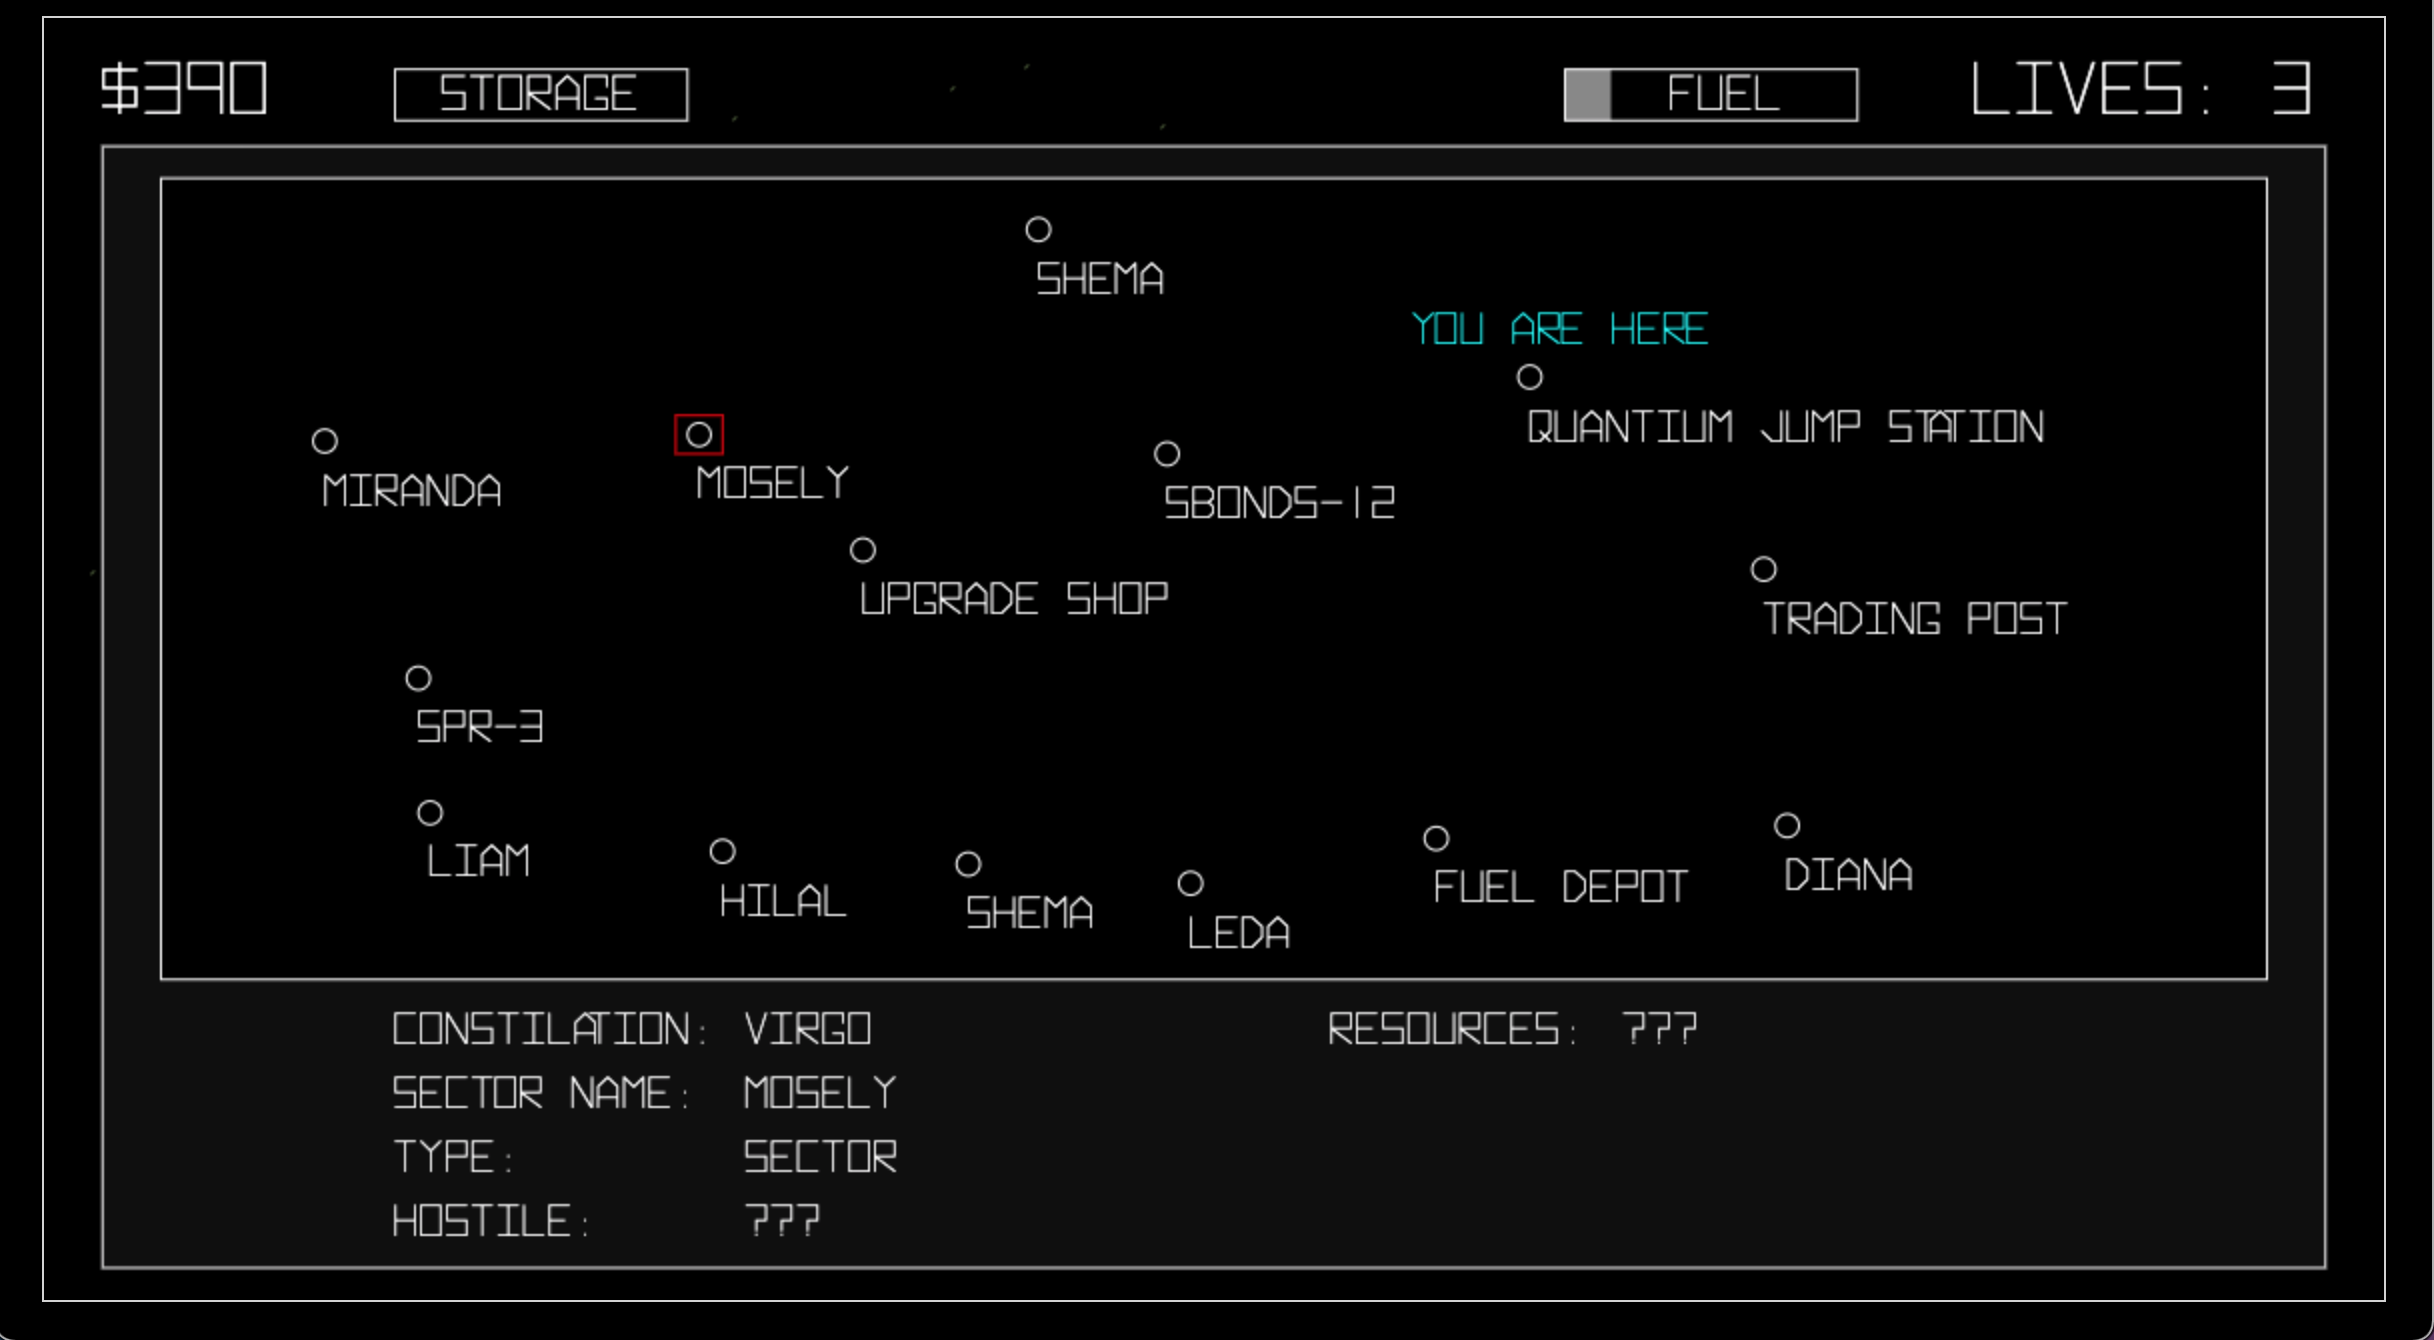 $390
STORAGE
FUEL
LIVES: 3
SHEMA
YOU ARE HERE
QUANTIUM JUMP STATION
MIRANDA
MOSELY
SBONDS-12
UPGRADE SHOP
TRADING POST
SPR-3
LIAM
HILAL
SHEMA
LEDA
FUEL DEPOT
DIANA
CONSTILATION: VIRGO
RESOURCES: ???
SECTOR NAME: MOSELY
TYPE: SECTOR
HOSTILE: ???